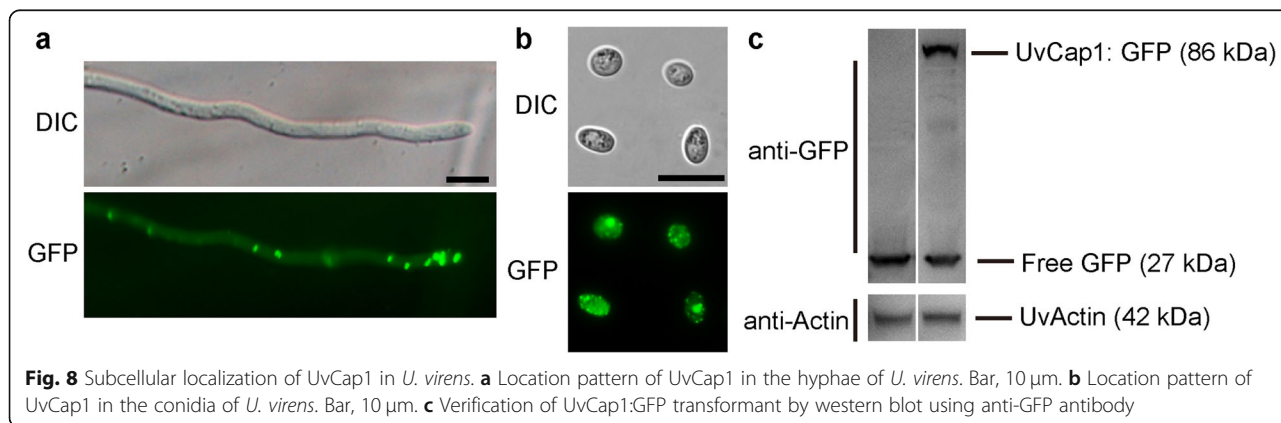 a
DIC
GFP
b
DIC
GFP
c
anti-GFP
UvCap1: GFP (86 kDa)
Free GFP (27 kDa)
anti-Actin
UvActin (42 kDa)
Fig. 8 Subcellular localization of UvCap1 in U. virens. a Location pattern of UvCap1 in the hyphae of U. virens. Bar, 10 μm. b Location pattern of
UvCap1 in the conidia of U. virens. Bar, 10 μm. c Verification of UvCap1:GFP transformant by western blot using anti-GFP antibody